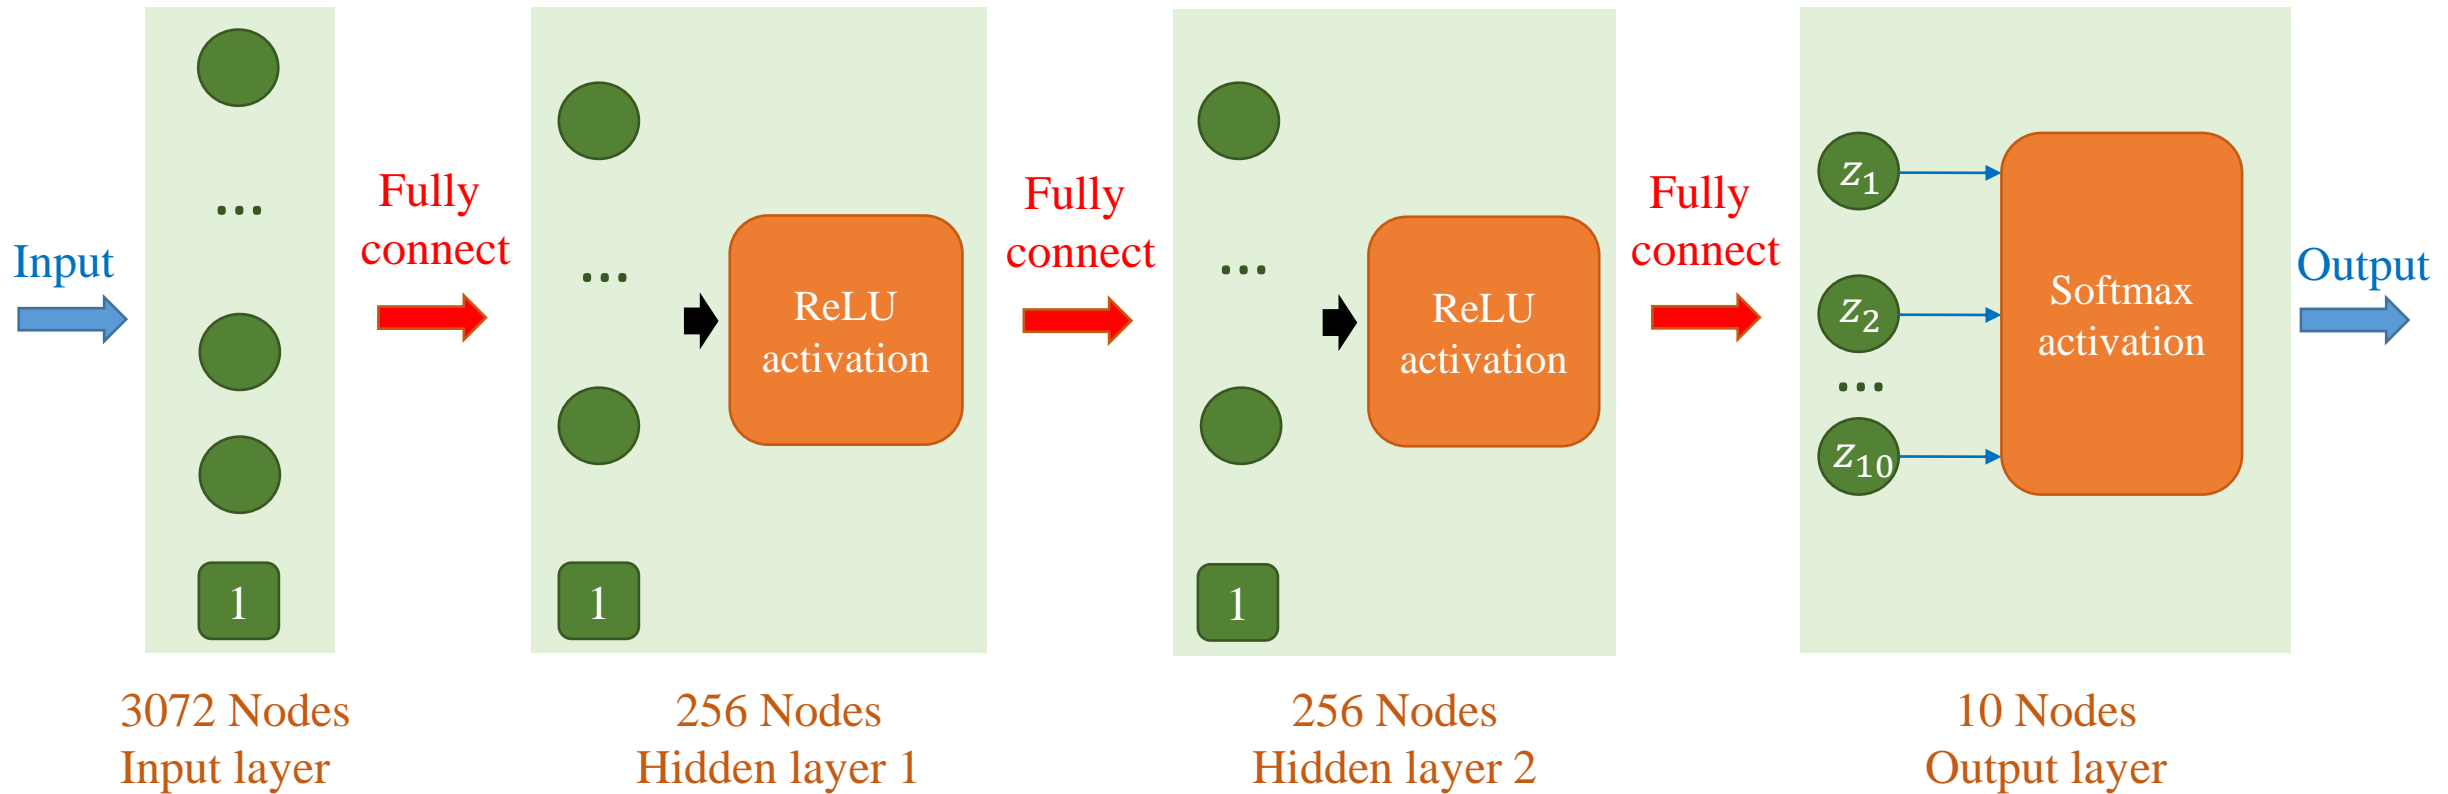 Input
...
1
3072 Nodes
Input layer
Fully
connect
...
1
ReLU
activation
256 Nodes
Hidden layer 1
Fully
connect
...
1
ReLU
activation
256 Nodes
Hidden layer 2
Fully
connect
z₁
z₂
...
z₁₀
Softmax
activation
10 Nodes
Output layer
Output